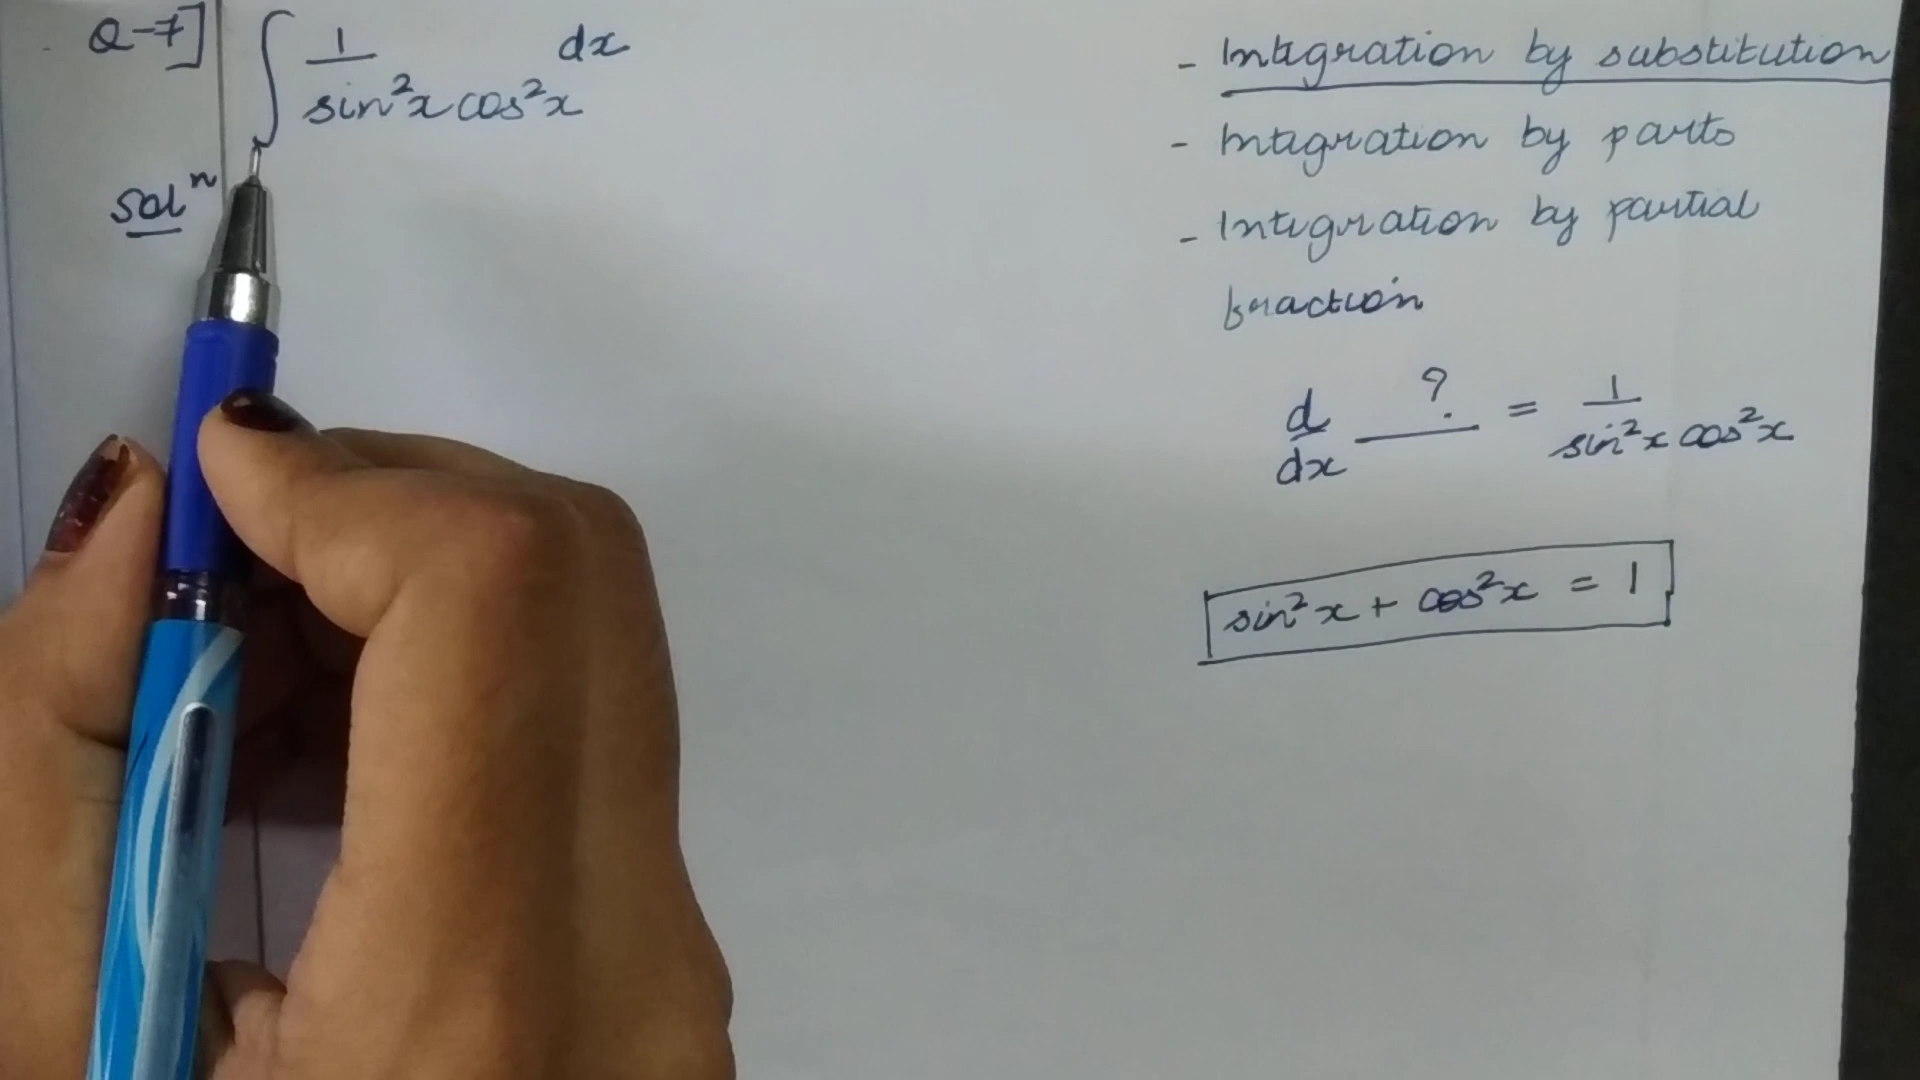 Q-7] ∫ 1/(sin²x cos²x) dx
solⁿ
- Integration by substitution
- Integration by parts
- Integration by partial
fraction
d/dx ? = 1/(sin²x cos²x)
sin²x + cos²x = 1